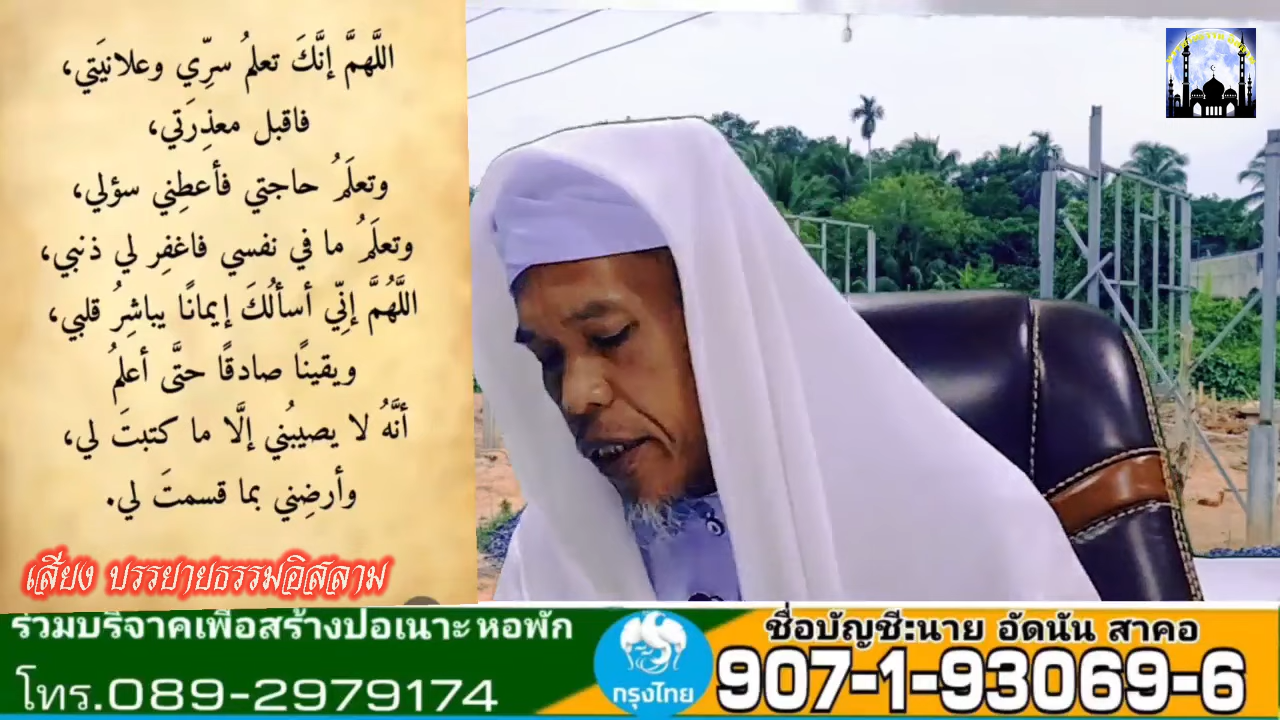 اللَّهمَّ إنَّكَ تعلمُ سرِّي وعلانيَتي،
فاقبل معذِرَتي،
وتعلَمُ حاجتي فأعطِني سؤلي،
وتعلَمُ ما في نفسي فاغفِر لي ذنبي،
اللَّهُمَّ إنِّي أسألُكَ إيمانًا يباشِرُ قلبي،
ويقينًا صادقًا حتَّى أعلمُ
أنَّهُ لا يصيبُني إلَّا ما كتبتَ لي،
وأرضِني بما قسمتَ لي.
เสียง บรรยายธรรมอิสลาม
ร่วมบริจาคเพื่อสร้างปอเนาะหอพัก
โทร.089-2979174
กรุงไทย
ชื่อบัญชี:นาย อัดนัน สาคอ
907-1-93069-6